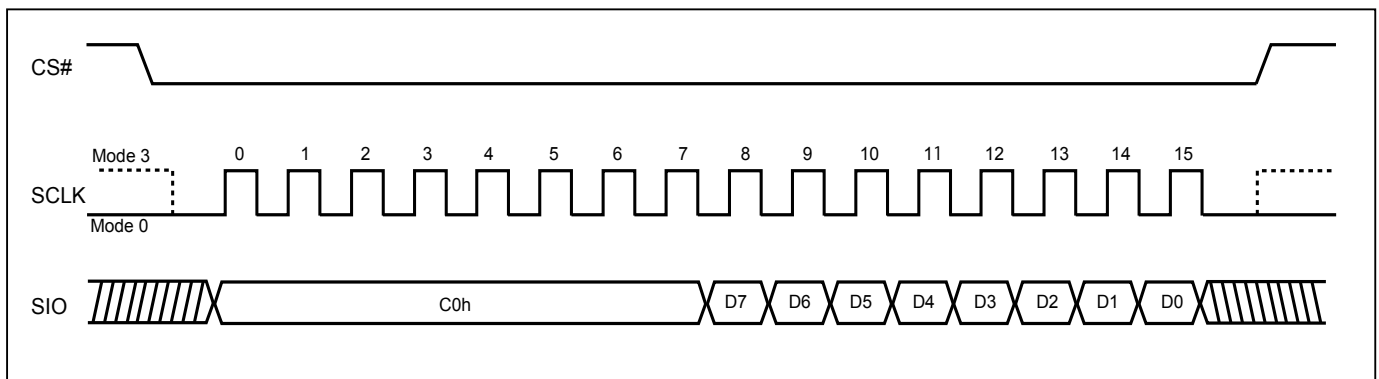 CS#
Mode 3 0 1 2 3 4 5 6 7 8 9 10 11 12 13 14 15
SCLK
Mode 0
SIO C0h D7 D6 D5 D4 D3 D2 D1 D0